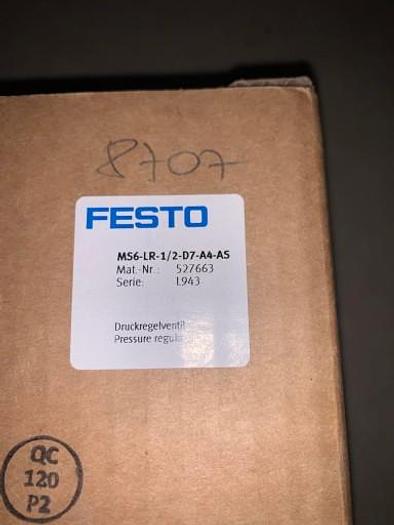 8707
FESTO
MS6-LR-1/2-D7-A4-AS
Mat.-Nr.: 527663
Serie: L943
Druckregelventil
Pressure regula
QC
120
P2